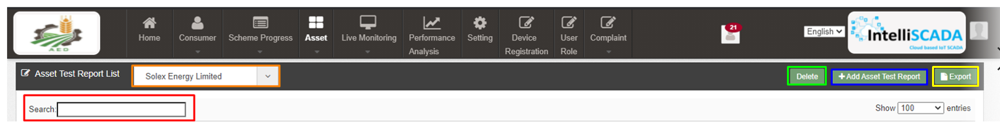 AED
Home
Consumer
Scheme Progress
Asset
Live Monitoring
Performance
Analysis
Setting
Device
Registration
User
Role
Complaint
21
English
IntelliSCADA
Cloud based IoT SCADA
Asset Test Report List
Solex Energy Limited
Delete
+ Add Asset Test Report
Export
Search:
Show 100 entries